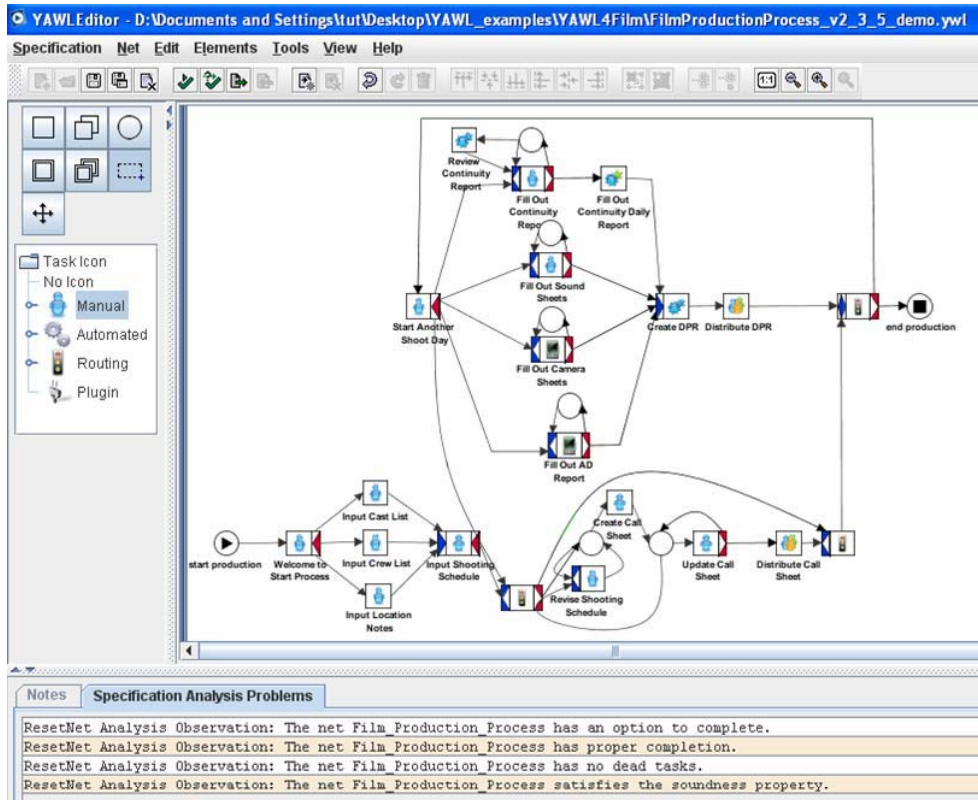 YAWLEditor - D:\Documents and Settings\tut\Desktop\YAWL_examples\YAWL4Film\FilmProductionProcess_v2_3_5_demo.ywl
Specification Net Edit Elements Tools View Help
1:1
Task Icon
No Icon
Manual
Automated
Routing
Plugin
Review
Continuity
Report
Fill Out
Continuity
Repo
Fill Out
Continuity Daily
Report
Fill Out Sound
Sheets
Start Another
Shoot Day
Create DPR
Distribute DPR
end production
Fill Out Camera
Sheets
Fill Out AD
Report
Input Cast List
Create Call
Sheet
start production
Welcome to
Start Process
Input Crew List
Input Shooting
Schedule
Update Call
Sheet
Distribute Call
Sheet
Revise Shooting
Schedule
Input Location
Notes
Notes
Specification Analysis Problems
ResetNet Analysis Observation: The net Film_Production_Process has an option to complete.
ResetNet Analysis Observation: The net Film_Production_Process has proper completion.
ResetNet Analysis Observation: The net Film_Production_Process has no dead tasks.
ResetNet Analysis Observation: The net Film_Production_Process satisfies the soundness property.